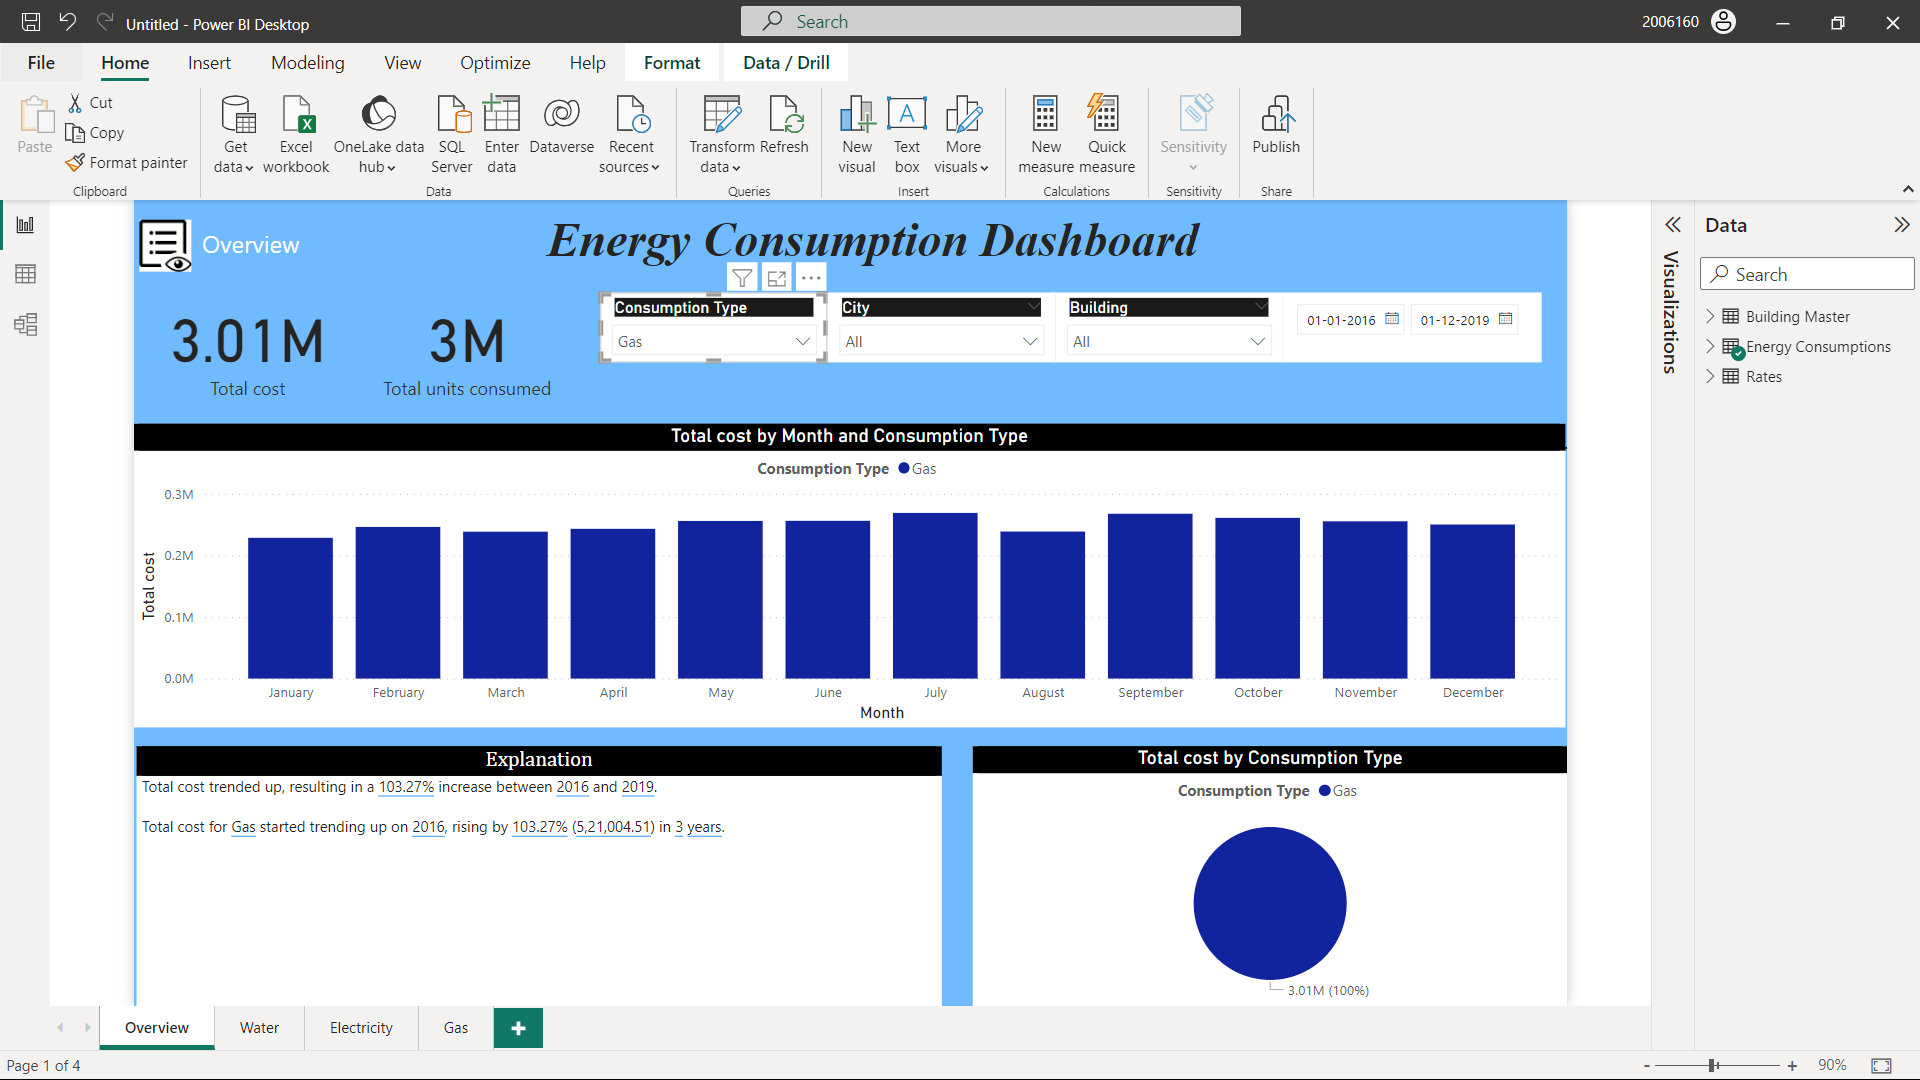 Untitled - Power BI Desktop
Search
2006160
File Home Insert Modeling View Optimize Help Format Data / Drill
Paste
Cut
Copy
Format painter
Clipboard
Get data
Excel workbook
OneLake data hub
SQL Server
Enter data
Dataverse
Recent sources
Data
Transform data
Refresh
Queries
New visual
Text box
More visuals
Insert
New measure
Quick measure
Calculations
Sensitivity
Sensitivity
Publish
Share
Overview
Energy Consumption Dashboard
3.01M
Total cost
3M
Total units consumed
Consumption Type
Gas
City
All
Building
All
01-01-2016
01-12-2019
Total cost by Month and Consumption Type
Consumption Type Gas
Total cost
0.3M
0.2M
0.1M
0.0M
January February March April May June July August September October November December
Month
Explanation
Total cost trended up, resulting in a 103.27% increase between 2016 and 2019.
Total cost for Gas started trending up on 2016, rising by 103.27% (5,21,004.51) in 3 years.
Total cost by Consumption Type
Consumption Type Gas
3.01M (100%)
Visualizations
Data
Search
Building Master
Energy Consumptions
Rates
Overview Water Electricity Gas +
Page 1 of 4
- + 90%